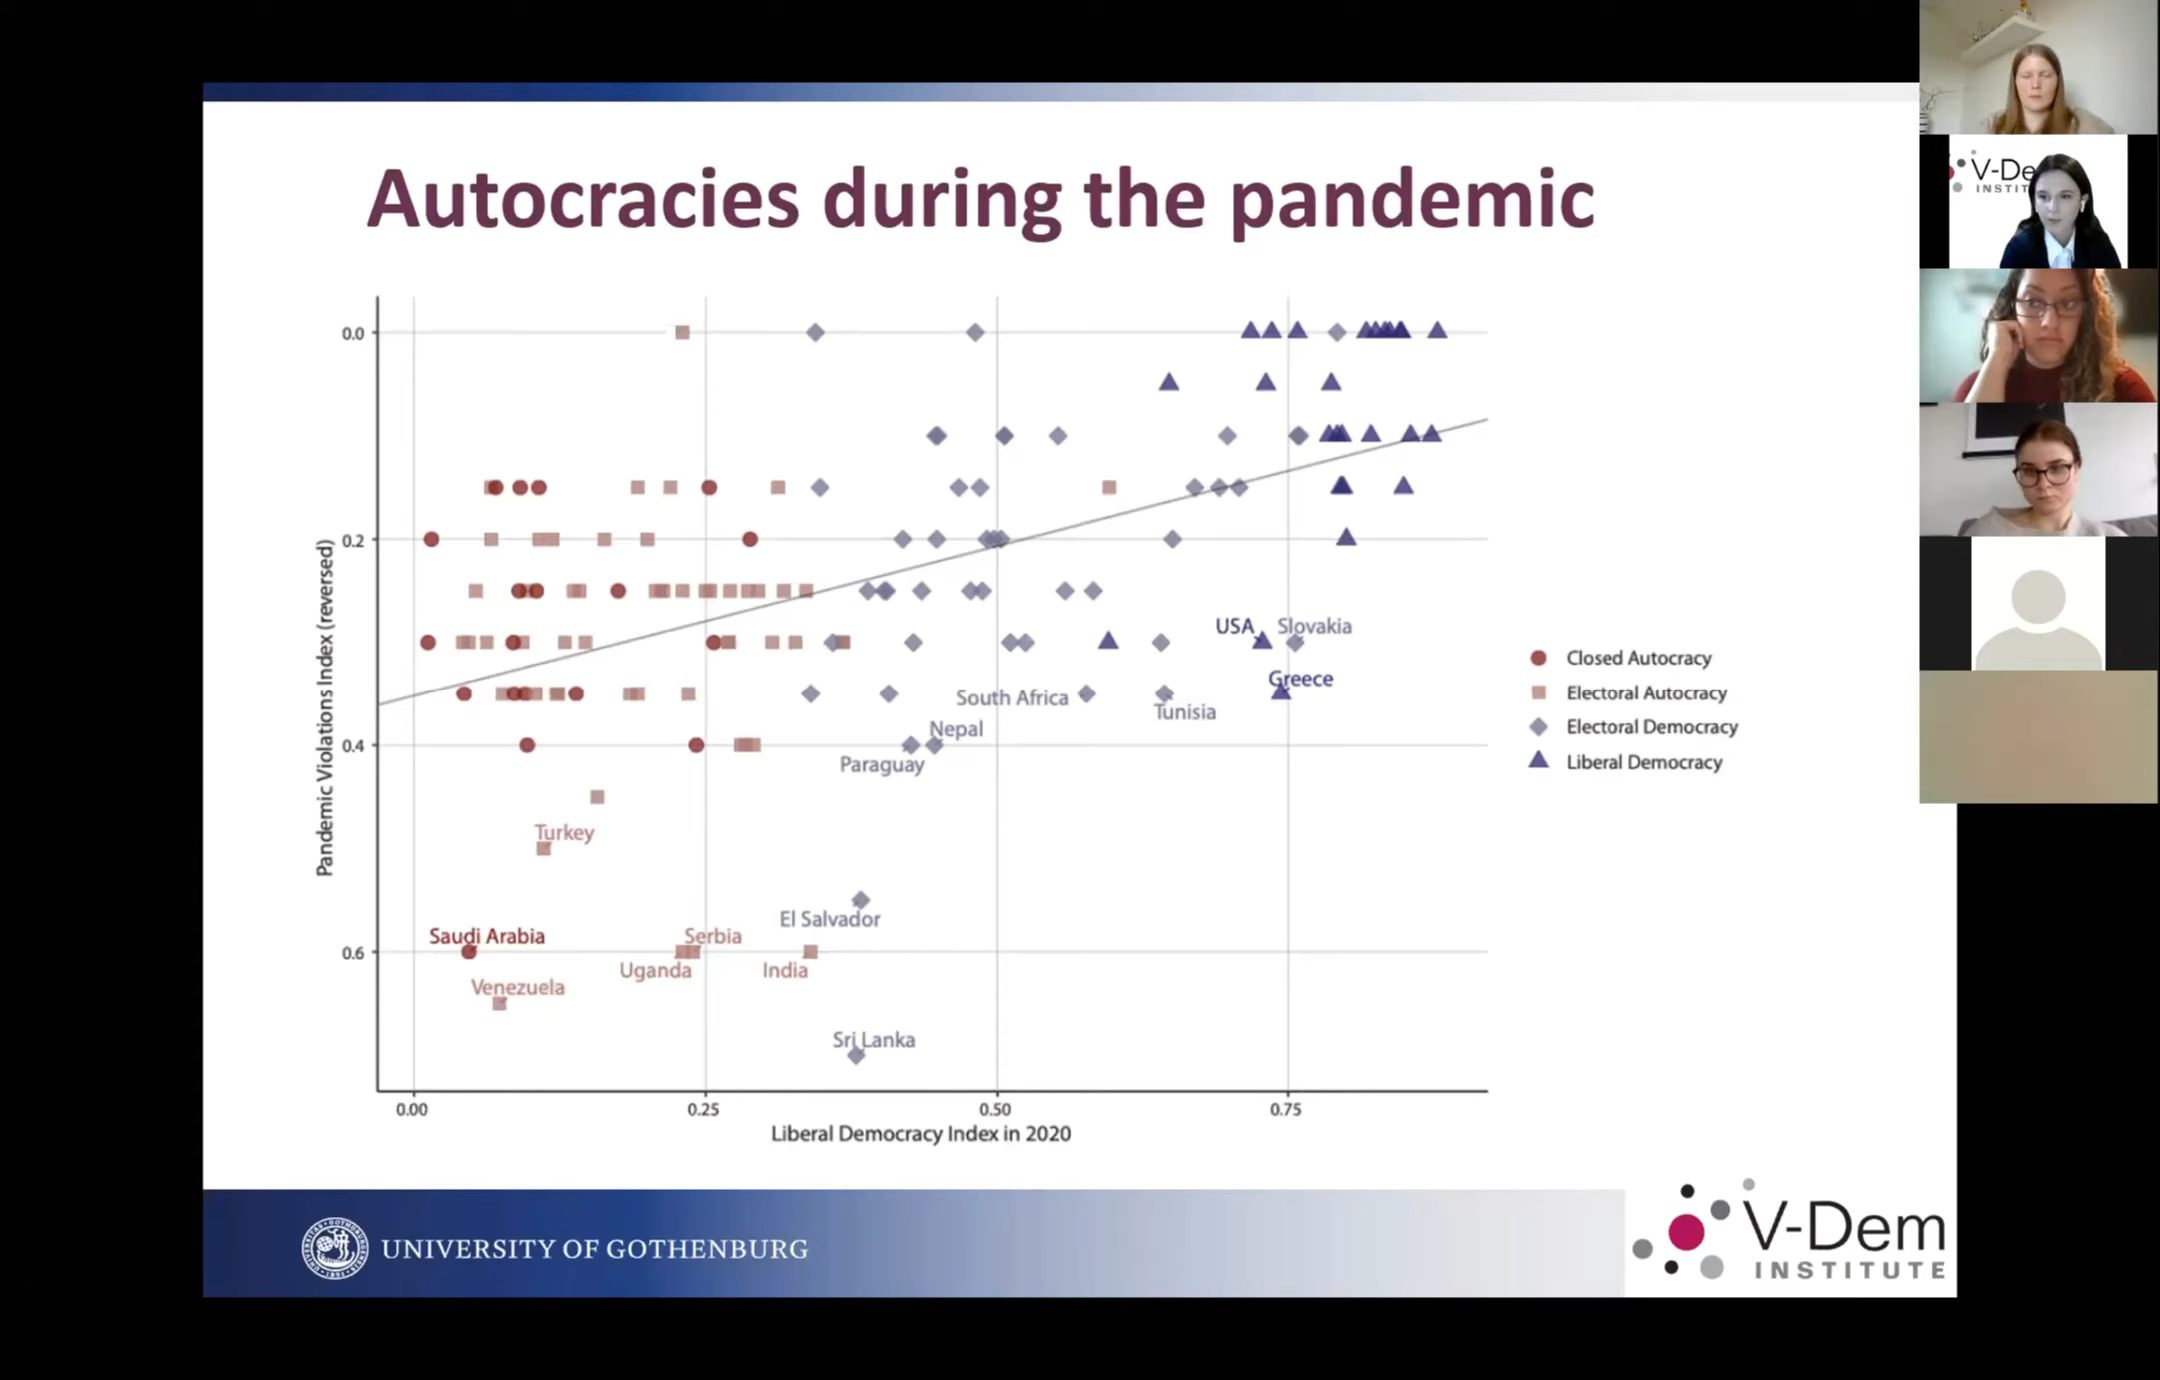 V-De
INSTIT
Autocracies during the pandemic
Pandemic Violations Index (reversed)
0.0
0.2
0.4
0.6
USA
Slovakia
Greece
South Africa
Tunisia
Nepal
Paraguay
Turkey
El Salvador
Saudi Arabia
Serbia
Uganda
India
Venezuela
Sri Lanka
0.00
0.25
0.50
0.75
Liberal Democracy Index in 2020
Closed Autocracy
Electoral Autocracy
Electoral Democracy
Liberal Democracy
UNIVERSITY OF GOTHENBURG
V-Dem
INSTITUTE